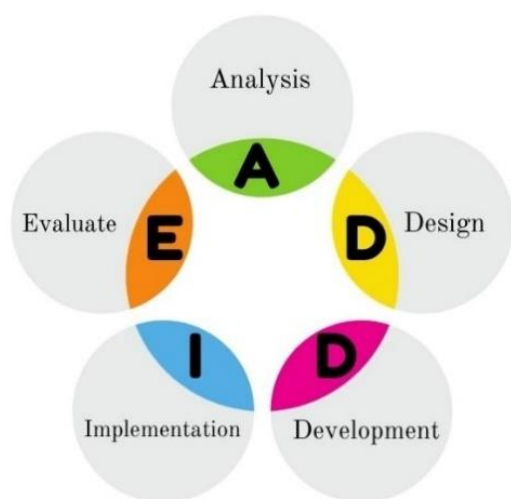 Analysis
A
Evaluate
E
D
Design
I
D
Implementation
Development